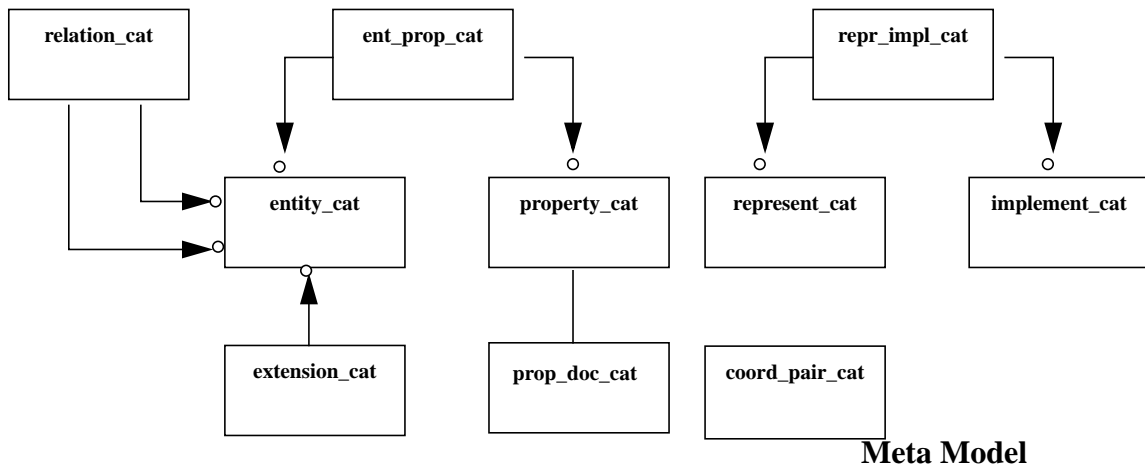 relation_cat ent_prop_cat repr_impl_cat
entity_cat property_cat represent_cat implement_cat
extension_cat prop_doc_cat coord_pair_cat
Meta Model